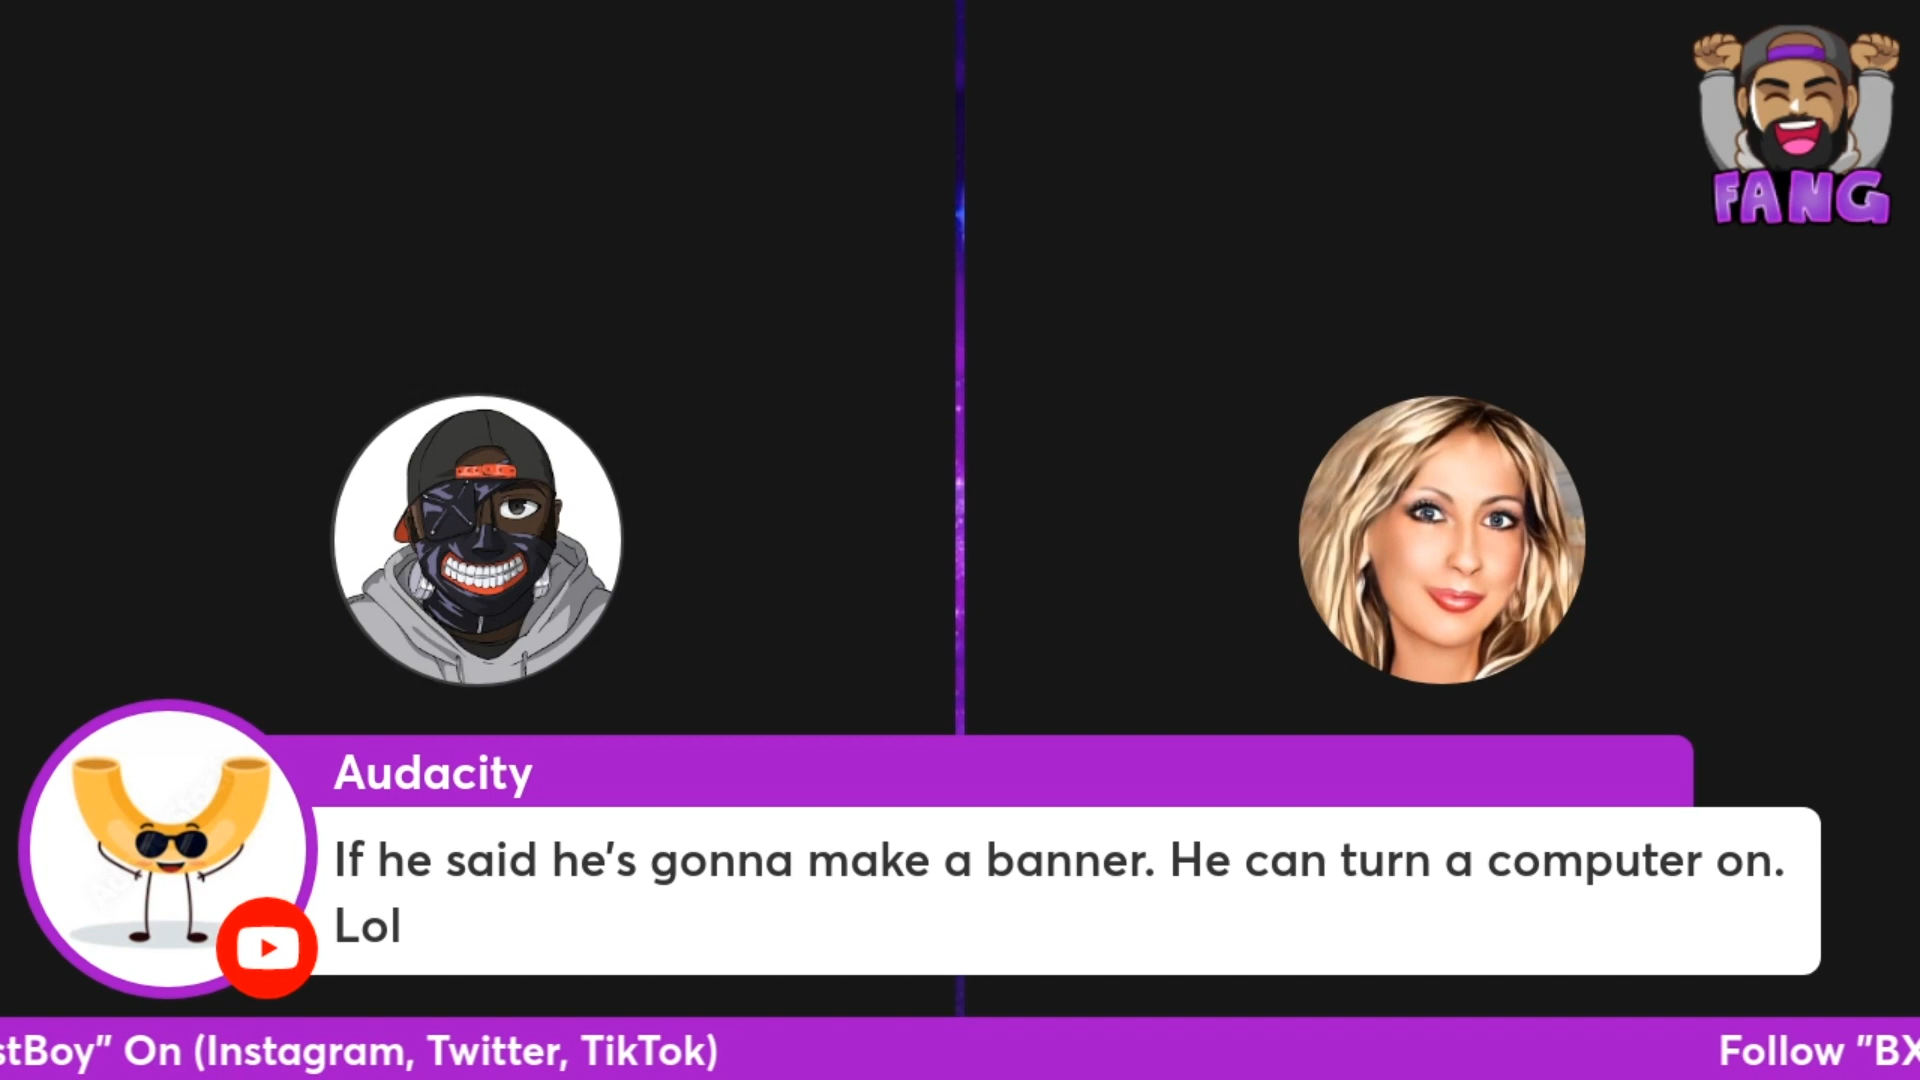 FANG
Audacity
If he said he's gonna make a banner. He can turn a computer on.
Lol
stBoy" On (Instagram, Twitter, TikTok)
Follow "BX